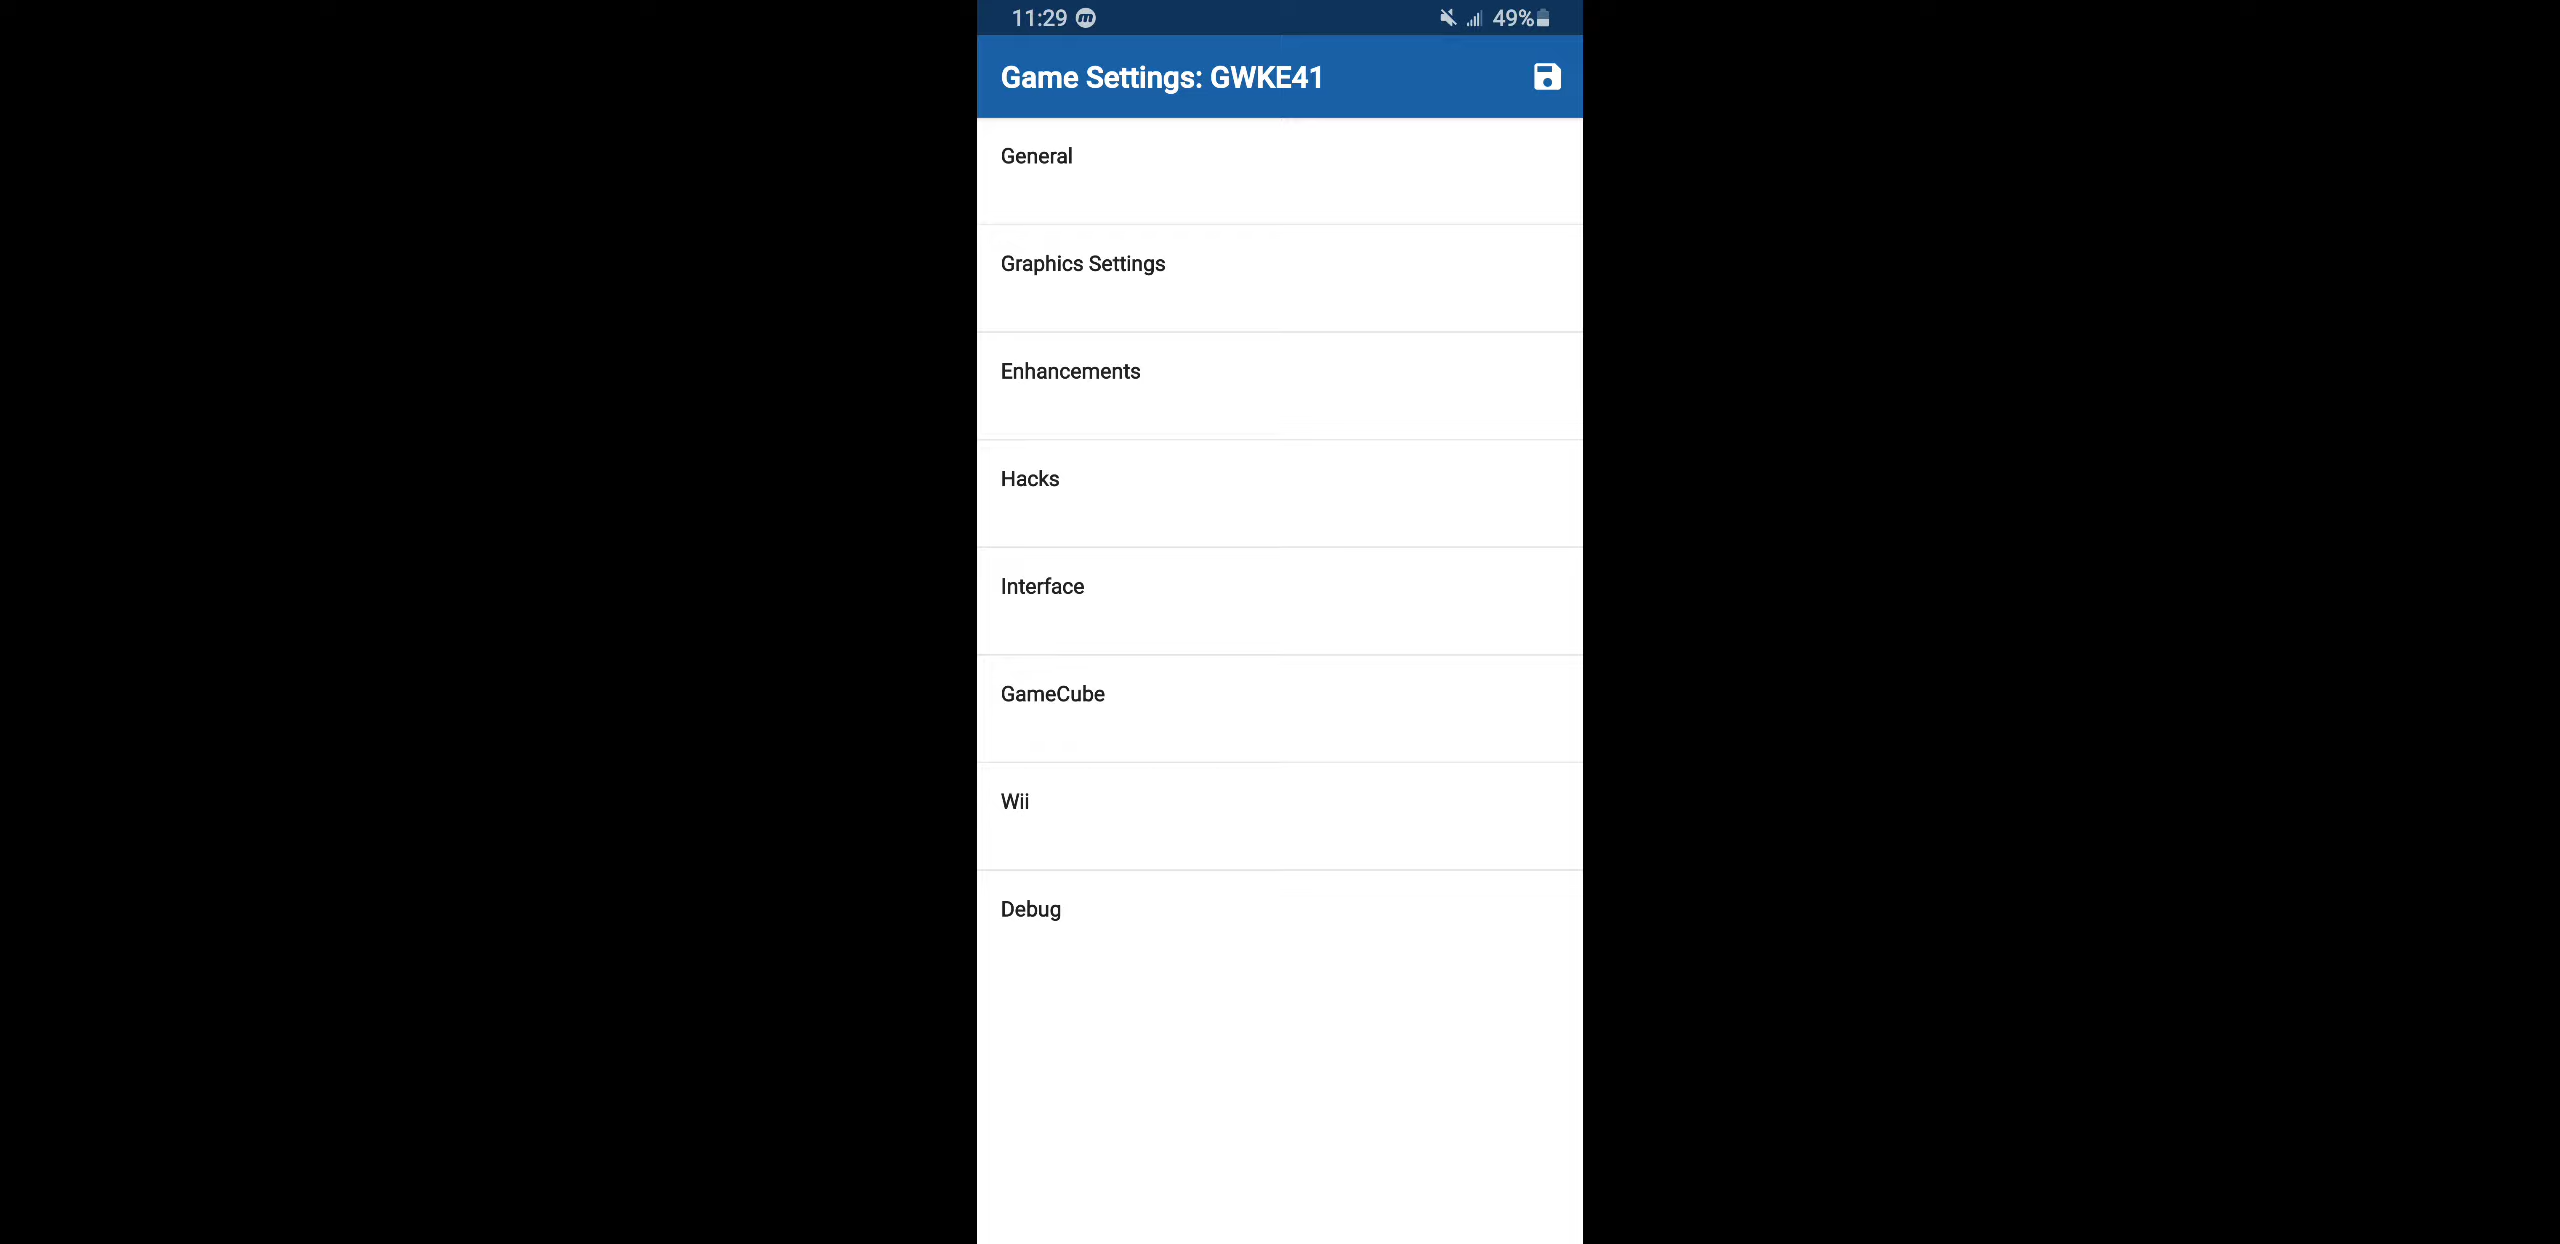 11:29 m 49%
Game Settings: GWKE41
General
Graphics Settings
Enhancements
Hacks
Interface
GameCube
Wii
Debug